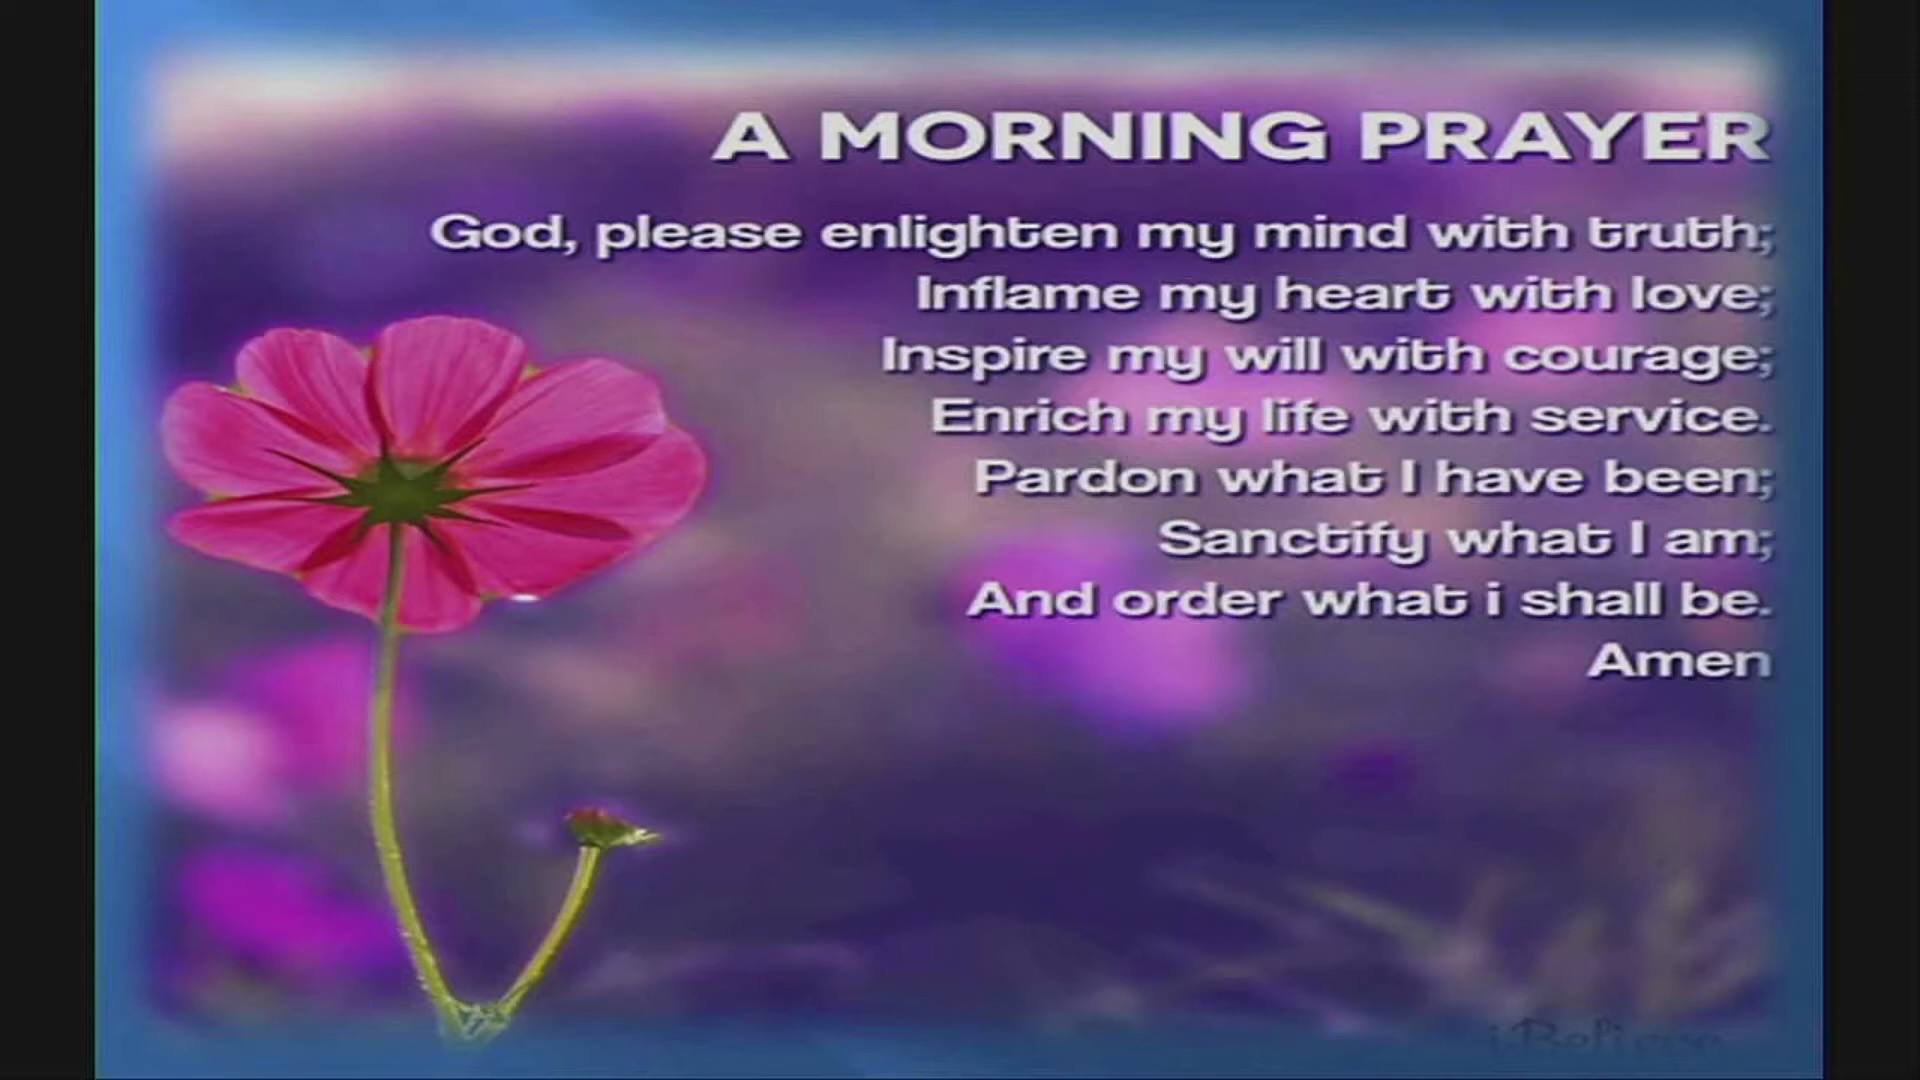 A MORNING PRAYER
God, please enlighten my mind with truth;
Inflame my heart with love;
Inspire my will with courage;
Enrich my life with service.
Pardon what I have been;
Sanctify what I am;
And order what i shall be.
Amen
iBelieve